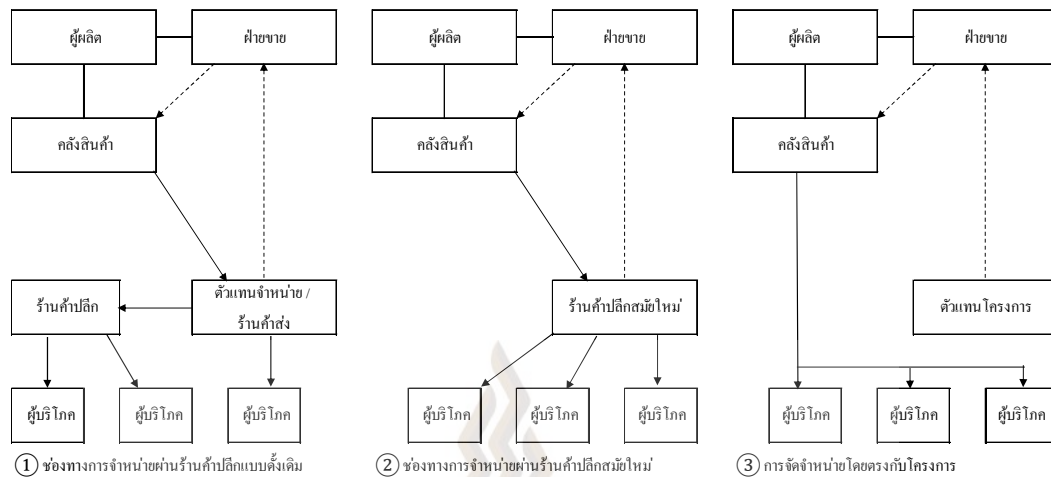 ผู้ผลิต
ฝ่ายขาย
คลังสินค้า
ร้านค้าปลีก
ตัวแทนจำหน่าย /
ร้านค้าส่ง
ผู้บริโภค
ผู้บริโภค
ผู้บริโภค
① ช่องทางการจำหน่ายผ่านร้านค้าปลีกแบบดั้งเดิม
ผู้ผลิต
ฝ่ายขาย
คลังสินค้า
ร้านค้าปลีกสมัยใหม่
ผู้บริโภค
ผู้บริโภค
ผู้บริโภค
② ช่องทางการจำหน่ายผ่านร้านค้าปลีกสมัยใหม่
ผู้ผลิต
ฝ่ายขาย
คลังสินค้า
ตัวแทนโครงการ
ผู้บริโภค
ผู้บริโภค
ผู้บริโภค
③ การจัดจำหน่ายโดยตรงกับโครงการ